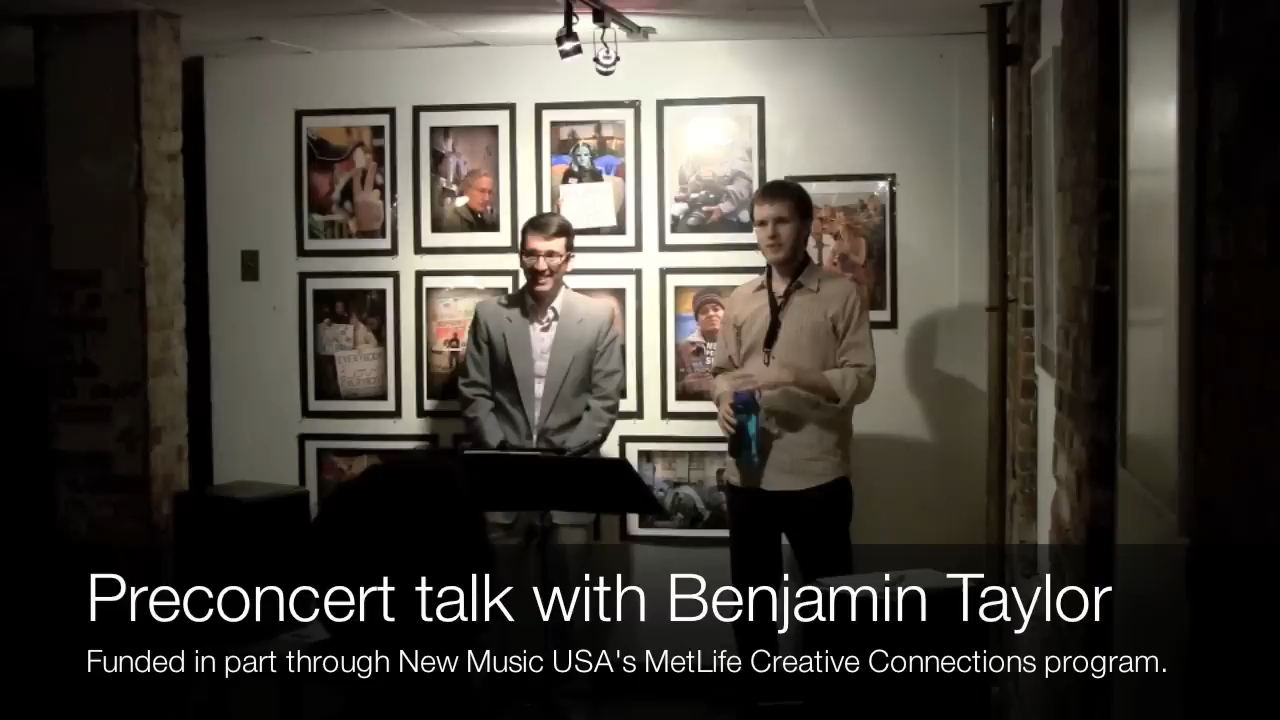 Preconcert talk with Benjamin Taylor
Funded in part through New Music USA's MetLife Creative Connections program.